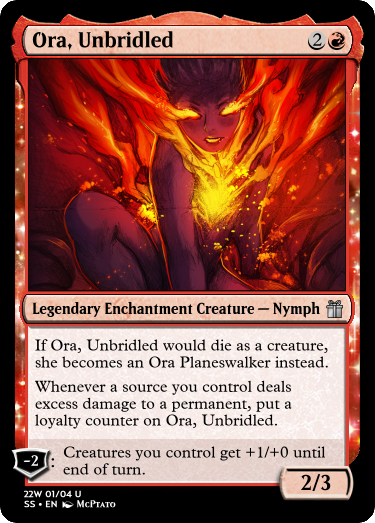 Ora, Unbridled 2
Legendary Enchantment Creature — Nymph
If Ora, Unbridled would die as a creature,
she becomes an Ora Planeswalker instead.
Whenever a source you control deals
excess damage to a permanent, put a
loyalty counter on Ora, Unbridled.
-2: Creatures you control get +1/+0 until
end of turn.
2/3
22W 01/04 U
SS • EN McPtato